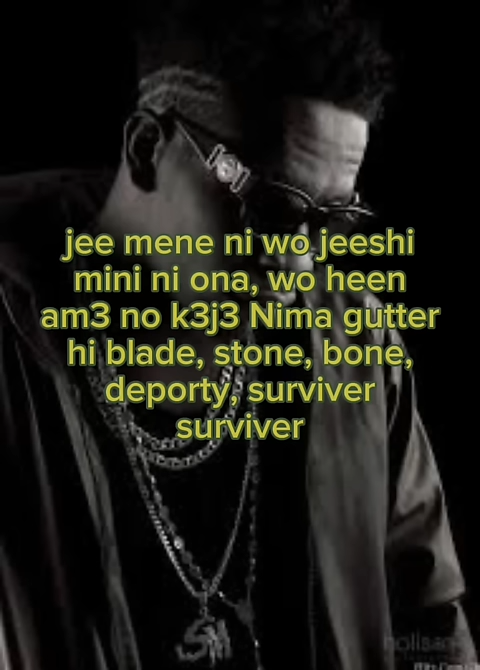 jee mene ni wo jeeshi
mini ni ona, wo heen
am3 no k3j3 Nima gutter
hi blade, stone, bone,
deporty, surviver
surviver
SM